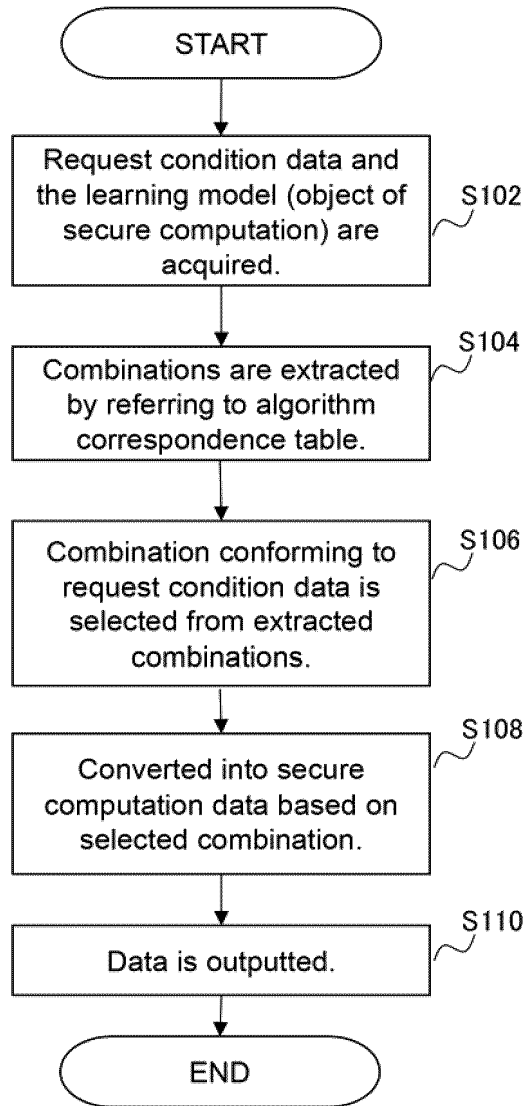 START
Request condition data and
the learning model (object of
secure computation) are
acquired.
S102
Combinations are extracted
by referring to algorithm
correspondence table.
S104
Combination conforming to
request condition data is
selected from extracted
combinations.
S106
Converted into secure
computation data based on
selected combination.
S108
Data is outputted.
S110
END